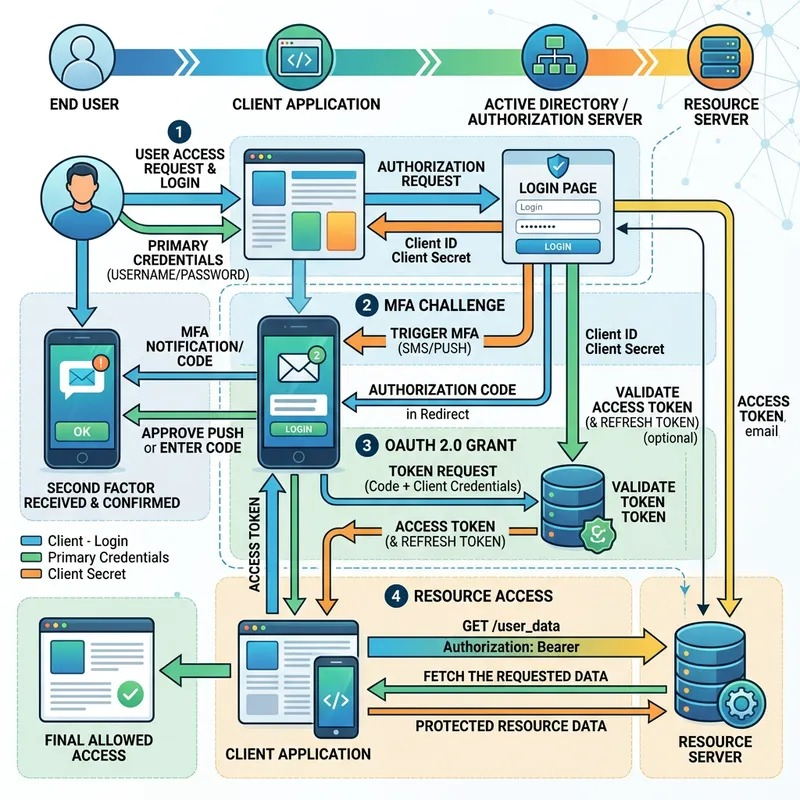 END USER
CLIENT APPLICATION
ACTIVE DIRECTORY /
AUTHORIZATION SERVER
RESOURCE
SERVER
1
USER ACCESS
REQUEST &
LOGIN
PRIMARY
CREDENTIALS
(USERNAME/PASSWORD)
AUTHORIZATION
REQUEST
Client ID
Client Secret
LOGIN PAGE
Login
LOGIN
2 MFA CHALLENGE
TRIGGER MFA
(SMS/PUSH)
MFA
NOTIFICATION/
CODE
!
OK
APPROVE PUSH
or ENTER CODE
SECOND FACTOR
RECEIVED & CONFIRMED
2
LOGIN
AUTHORIZATION CODE
in Redirect
Client ID
Client Secret
VALIDATE
ACCESS TOKEN
(& REFRESH TOKEN)
(optional)
ACCESS
TOKEN,
email
3 OAUTH 2.0 GRANT
TOKEN REQUEST
(Code + Client Credentials)
ACCESS TOKEN
(& REFRESH TOKEN)
VALIDATE
TOKEN
TOKEN
ACCESS TOKEN
Client - Login
Primary Credentials
Client Secret
4 RESOURCE ACCESS
GET /user_data
Authorization: Bearer
FETCH THE REQUESTED DATA
PROTECTED RESOURCE DATA
FINAL ALLOWED
ACCESS
CLIENT APPLICATION
RESOURCE
SERVER